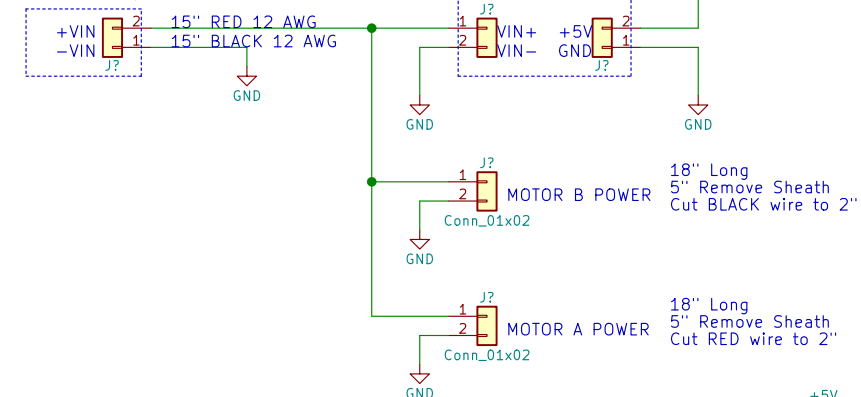 +VIN
-VIN
2
1
J?
15" RED 12 AWG
15" BLACK 12 AWG
GND
J?
1
2
VIN+
VIN-
GND
+5V
GND
2
1
J?
GND
J?
1
2
MOTOR B POWER
Conn_01x02
GND
18" Long
5" Remove Sheath
Cut BLACK wire to 2"
J?
1
2
MOTOR A POWER
Conn_01x02
GND
18" Long
5" Remove Sheath
Cut RED wire to 2"
+5V